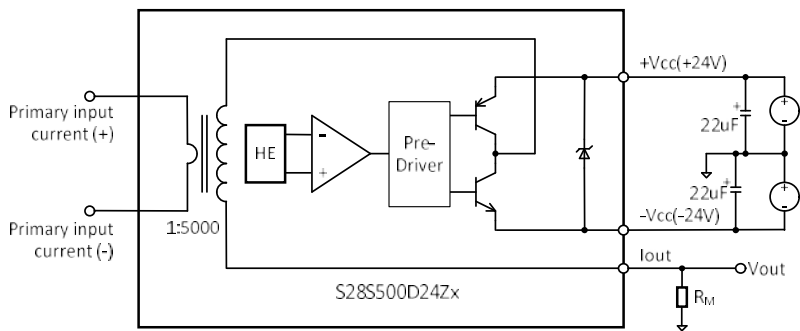 +Vcc(+24V)
Primary input
current (+)
+
22uF
+
-
HE
-
+
Pre-
Driver
+
22uF
+
-
1:5000
-Vcc(-24V)
Primary input
current (-)
Iout
Vout
S28S500D24Zx
RM